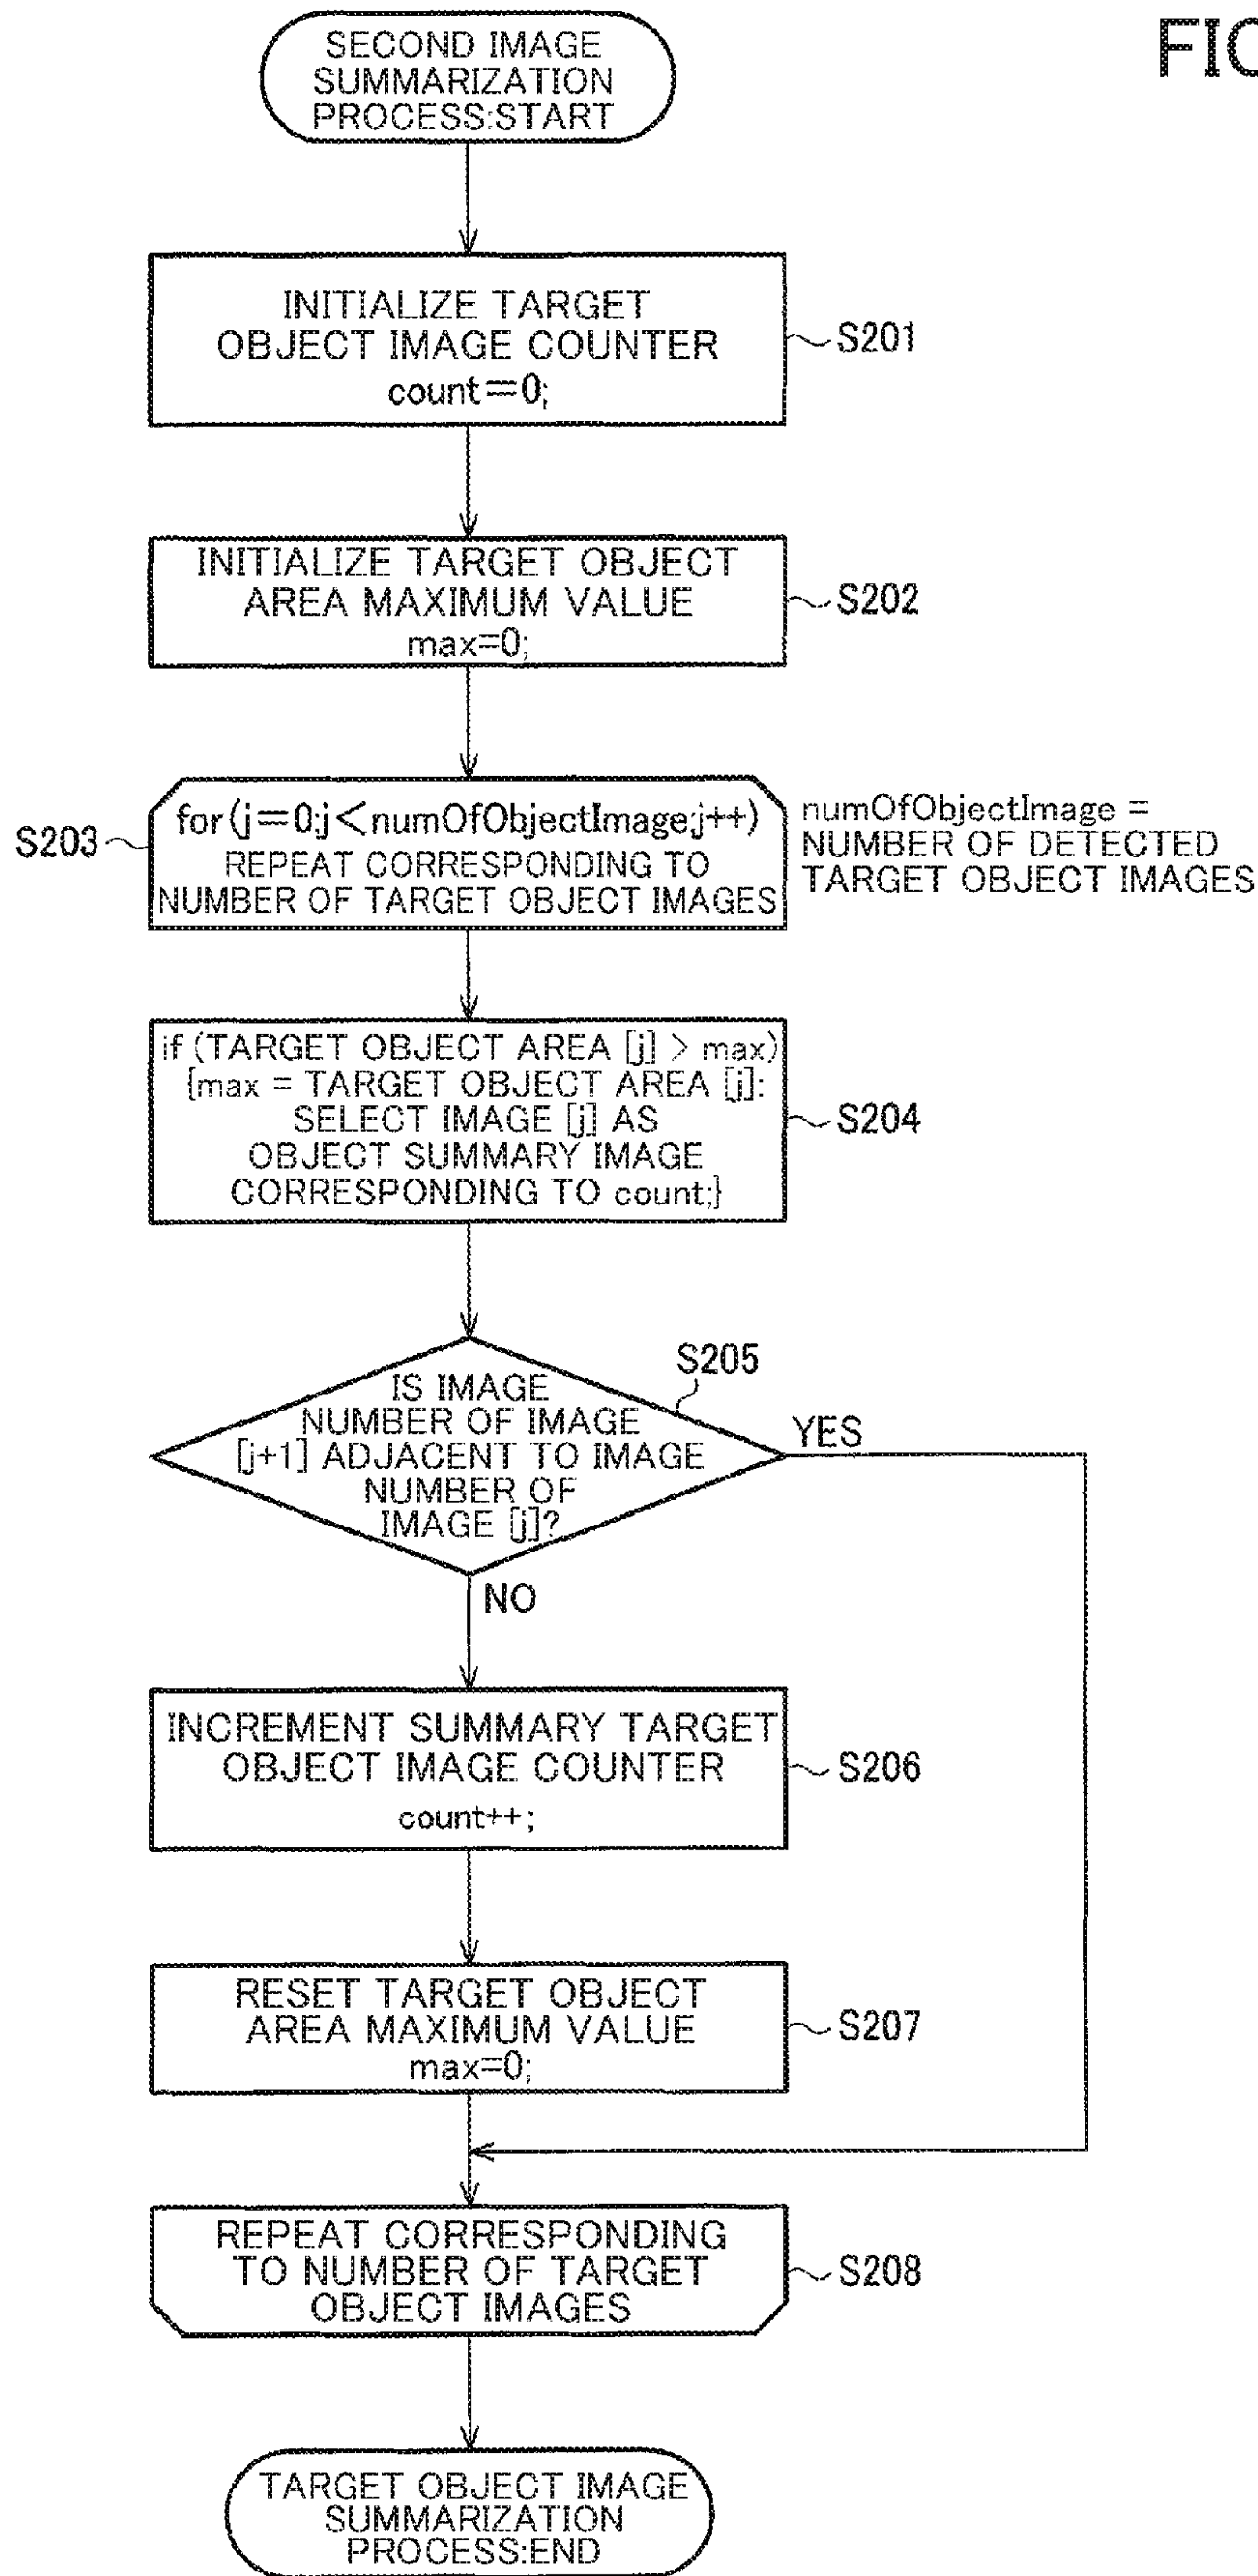 FIG
SECOND IMAGE
SUMMARIZATION
PROCESS:START
INITIALIZE TARGET
OBJECT IMAGE COUNTER
count=0;
S201
INITIALIZE TARGET OBJECT
AREA MAXIMUM VALUE
max=0;
S202
S203
for(j=0;j<numOfObjectImage;j++)
REPEAT CORRESPONDING TO
NUMBER OF TARGET OBJECT IMAGES
numOfObjectImage =
NUMBER OF DETECTED
TARGET OBJECT IMAGES
if (TARGET OBJECT AREA [j] > max)
{max = TARGET OBJECT AREA [j]:
SELECT IMAGE [j] AS
OBJECT SUMMARY IMAGE
CORRESPONDING TO count;}
S204
S205
IS IMAGE
NUMBER OF IMAGE
[j+1] ADJACENT TO IMAGE
NUMBER OF
IMAGE [j]?
YES
NO
INCREMENT SUMMARY TARGET
OBJECT IMAGE COUNTER
count++;
S206
RESET TARGET OBJECT
AREA MAXIMUM VALUE
max=0;
S207
REPEAT CORRESPONDING
TO NUMBER OF TARGET
OBJECT IMAGES
S208
TARGET OBJECT IMAGE
SUMMARIZATION
PROCESS:END